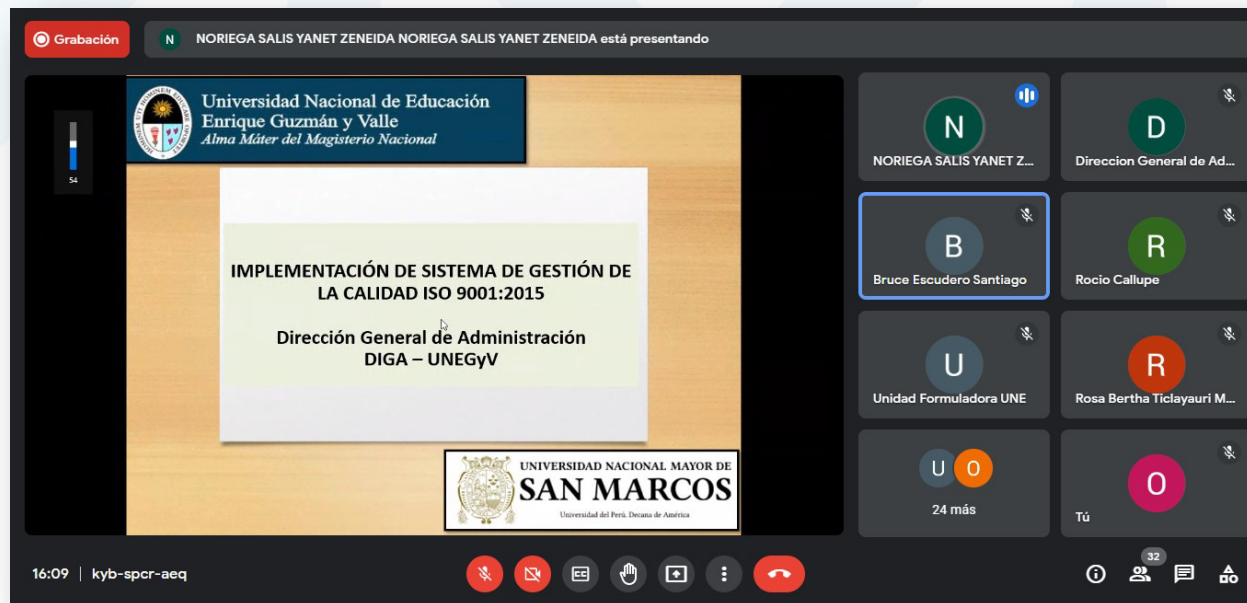 Grabación
N
NORIEGA SALIS YANET ZENEIDA NORIEGA SALIS YANET ZENEIDA está presentando
54
Universidad Nacional de Educación
Enrique Guzmán y Valle
Alma Máter del Magisterio Nacional
IMPLEMENTACIÓN DE SISTEMA DE GESTIÓN DE
LA CALIDAD ISO 9001:2015
Dirección General de Administración
DIGA – UNEGyV
UNIVERSIDAD NACIONAL MAYOR DE
SAN MARCOS
Universidad del Perú. Decana de América
N
NORIEGA SALIS YANET Z...
D
Direccion General de Ad...
B
Bruce Escudero Santiago
R
Rocio Callupe
U
Unidad Formuladora UNE
R
Rosa Bertha Ticlayauri M...
U O
24 más
O
Tú
16:09 | kyb-spcr-aeq
CC
32